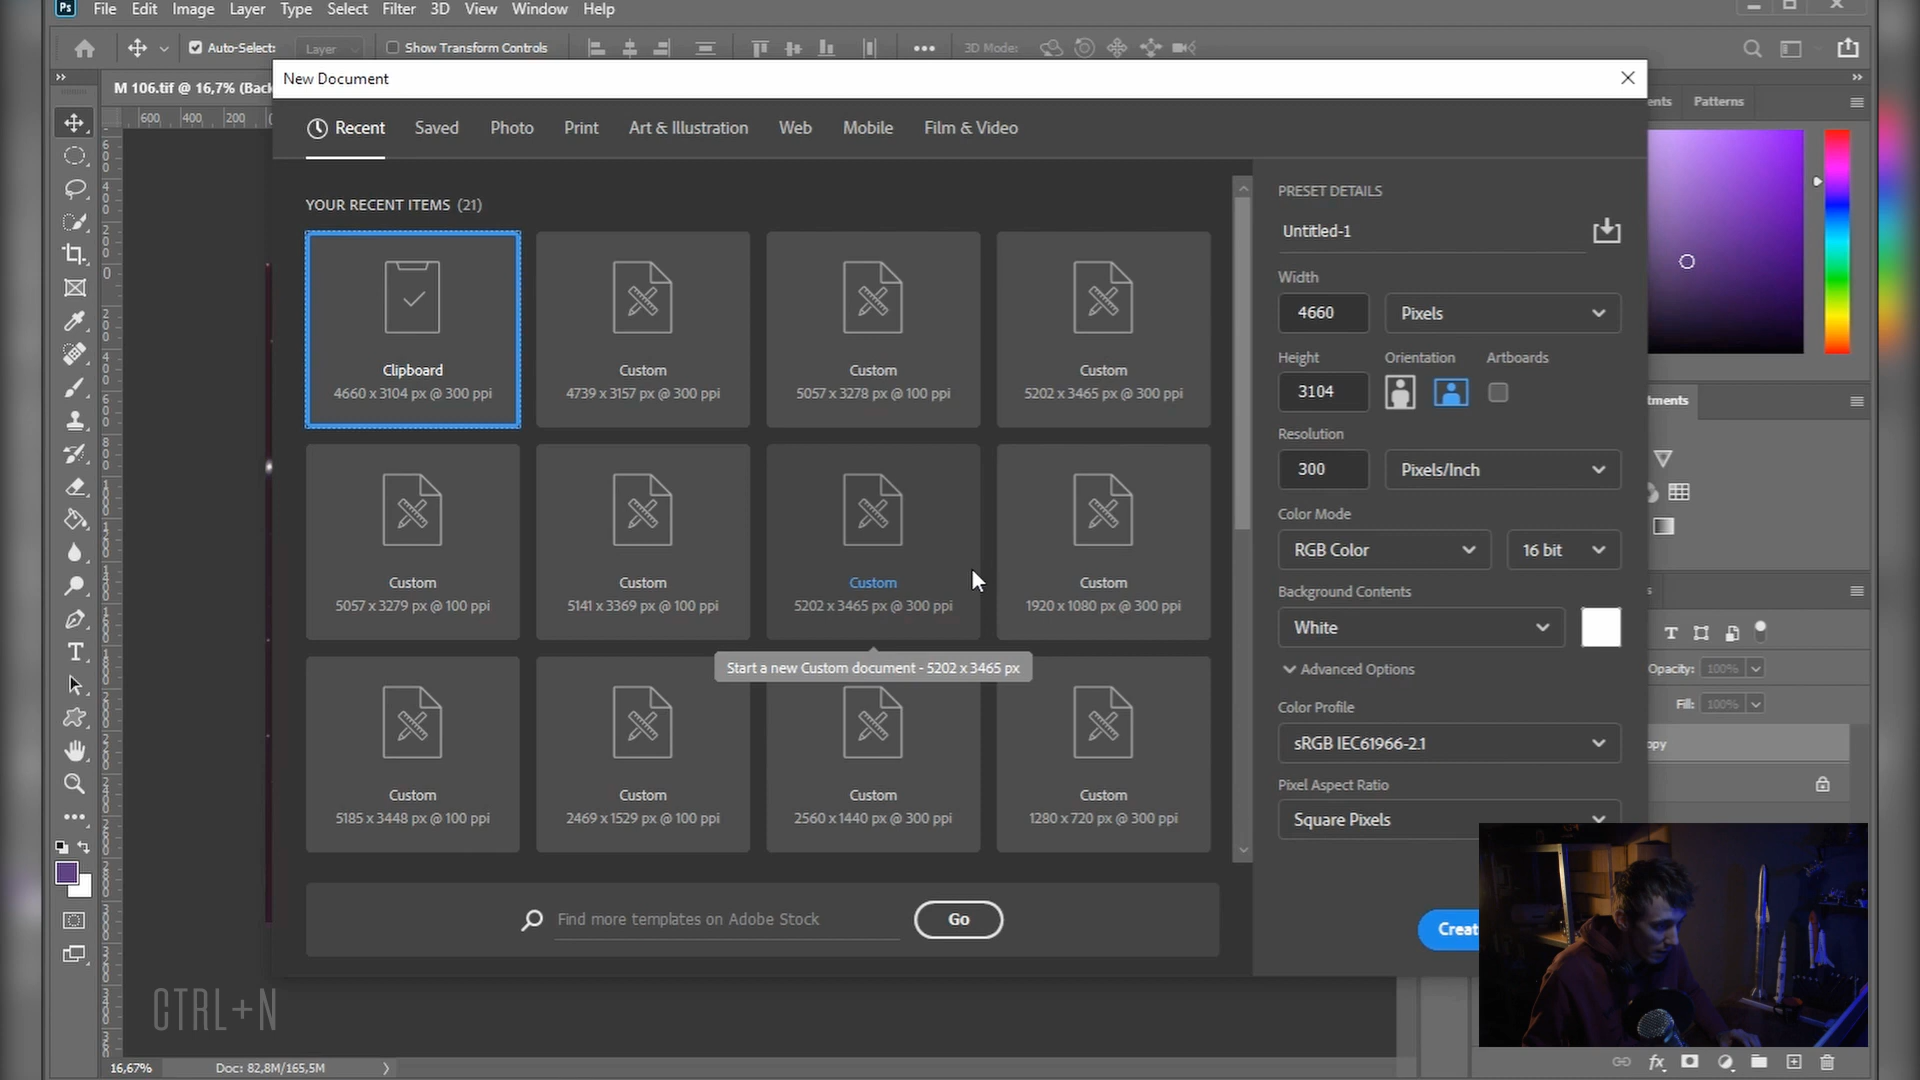 Ps File Edit Image Layer Type Select Filter 3D View Window Help
Auto-Select: Layer Show Transform Controls 3D Mode:
M 106.tif @ 16,7% (Back
New Document
Patterns
600 400 200
Recent Saved Photo Print Art & Illustration Web Mobile Film & Video
YOUR RECENT ITEMS (21)
Clipboard
4660 x 3104 px @ 300 ppi
Custom
4739 x 3157 px @ 300 ppi
Custom
5057 x 3278 px @ 100 ppi
Custom
5202 x 3465 px @ 300 ppi
Custom
5057 x 3279 px @ 100 ppi
Custom
5141 x 3369 px @ 100 ppi
Custom
5202 x 3465 px @ 300 ppi
Custom
1920 x 1080 px @ 300 ppi
Start a new Custom document - 5202 x 3465 px
Custom
5185 x 3448 px @ 100 ppi
Custom
2469 x 1529 px @ 100 ppi
Custom
2560 x 1440 px @ 300 ppi
Custom
1280 x 720 px @ 300 ppi
Find more templates on Adobe Stock
Go
PRESET DETAILS
Untitled-1
Width
4660 Pixels
Height Orientation Artboards
3104
Resolution
300 Pixels/Inch
Color Mode
RGB Color 16 bit
Background Contents
White
Advanced Options
Color Profile
sRGB IEC61966-2.1
Pixel Aspect Ratio
Square Pixels
Creat
tments
Opacity: 100%
Fill: 100%
opy
CTRL+N
16,67% Doc: 82,8M/165,5M